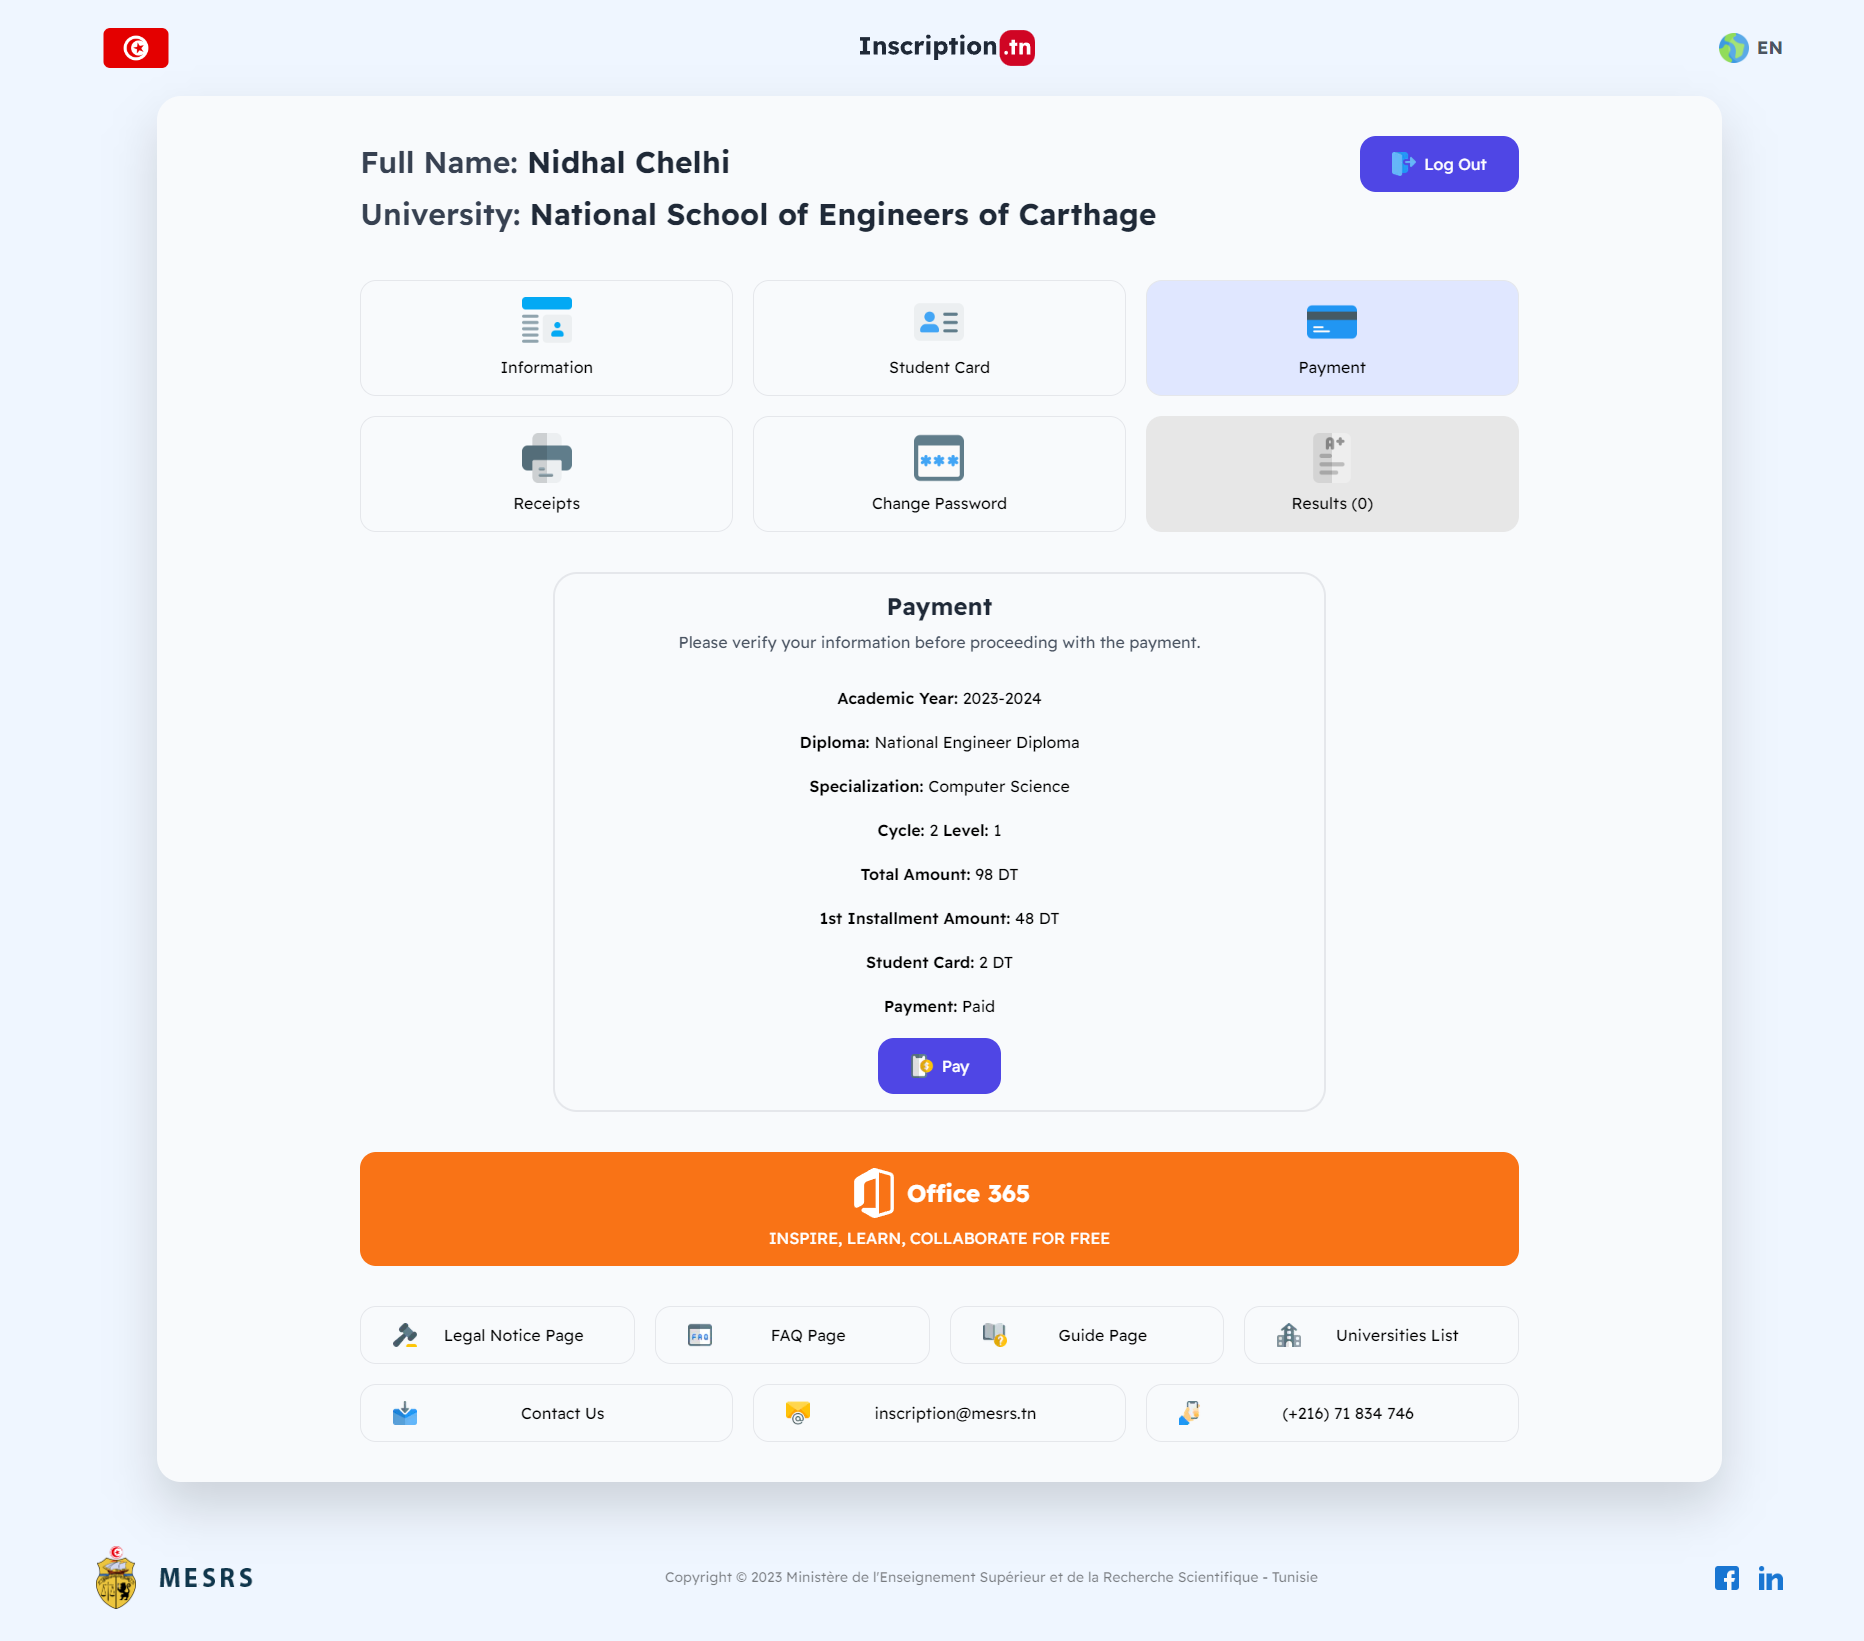 Inscription.tn
EN
Full Name: Nidhal Chelhi
Log Out
University: National School of Engineers of Carthage
Information
Student Card
Payment
Receipts
***
Change Password
A+
Results (0)
Payment
Please verify your information before proceeding with the payment.
Academic Year: 2023-2024
Diploma: National Engineer Diploma
Specialization: Computer Science
Cycle: 2 Level: 1
Total Amount: 98 DT
1st Installment Amount: 48 DT
Student Card: 2 DT
Payment: Paid
Pay
Office 365
INSPIRE, LEARN, COLLABORATE FOR FREE
Legal Notice Page
FAQ
FAQ Page
Guide Page
Universities List
Contact Us
inscription@mesrs.tn
(+216) 71 834 746
MESRS
Copyright © 2023 Ministère de l'Enseignement Supérieur et de la Recherche Scientifique - Tunisie